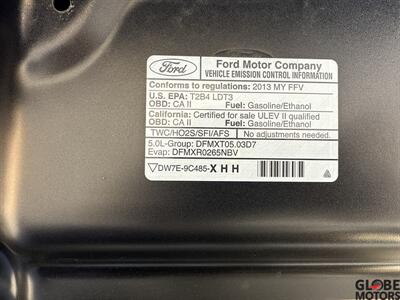 Ford
Ford Motor Company
VEHICLE EMISSION CONTROL INFORMATION
Conforms to regulations: 2013 MY FFV
U.S. EPA: T2B4 LDT3
OBD: CA II Fuel: Gasoline/Ethanol
California: Certified for sale ULEV II qualified
OBD: CA II Fuel: Gasoline/Ethanol
TWC/HO2S/SFI/AFS No adjustments needed.
5.0L-Group: DFMXT05.03D7
Evap: DFMXR0265NBV
DW7E-9C485-XHH
GLOBE
MOTORS